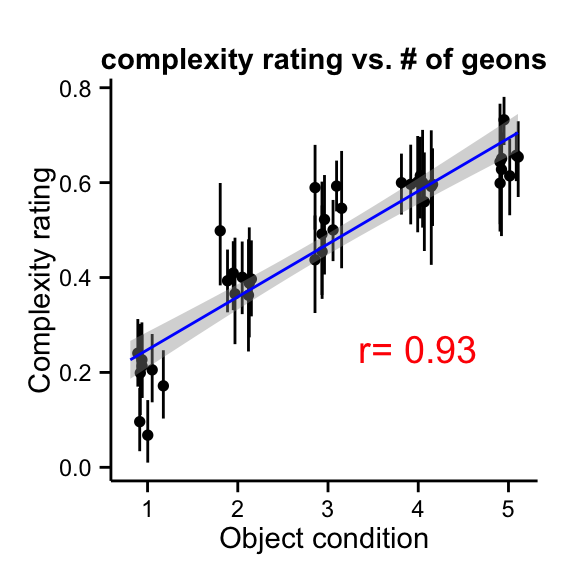 complexity rating vs. # of geons
0.8
0.6
0.4
0.2
0.0
Complexity rating
r= 0.93
1 2 3 4 5
Object condition